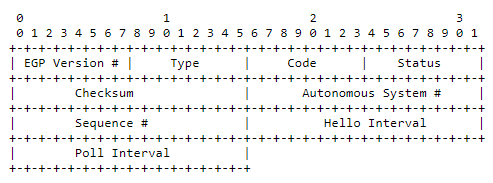 0                   1                   2                   3
 0 1 2 3 4 5 6 7 8 9 0 1 2 3 4 5 6 7 8 9 0 1 2 3 4 5 6 7 8 9 0 1
+-+-+-+-+-+-+-+-+-+-+-+-+-+-+-+-+-+-+-+-+-+-+-+-+-+-+-+-+-+-+-+-+
| EGP Version # |     Type      |     Code      |    Status     |
+-+-+-+-+-+-+-+-+-+-+-+-+-+-+-+-+-+-+-+-+-+-+-+-+-+-+-+-+-+-+-+-+
|        Checksum               |       Autonomous System #     |
+-+-+-+-+-+-+-+-+-+-+-+-+-+-+-+-+-+-+-+-+-+-+-+-+-+-+-+-+-+-+-+-+
|        Sequence #             |          Hello Interval       |
+-+-+-+-+-+-+-+-+-+-+-+-+-+-+-+-+-+-+-+-+-+-+-+-+-+-+-+-+-+-+-+-+
|        Poll Interval          |
+-+-+-+-+-+-+-+-+-+-+-+-+-+-+-+-+